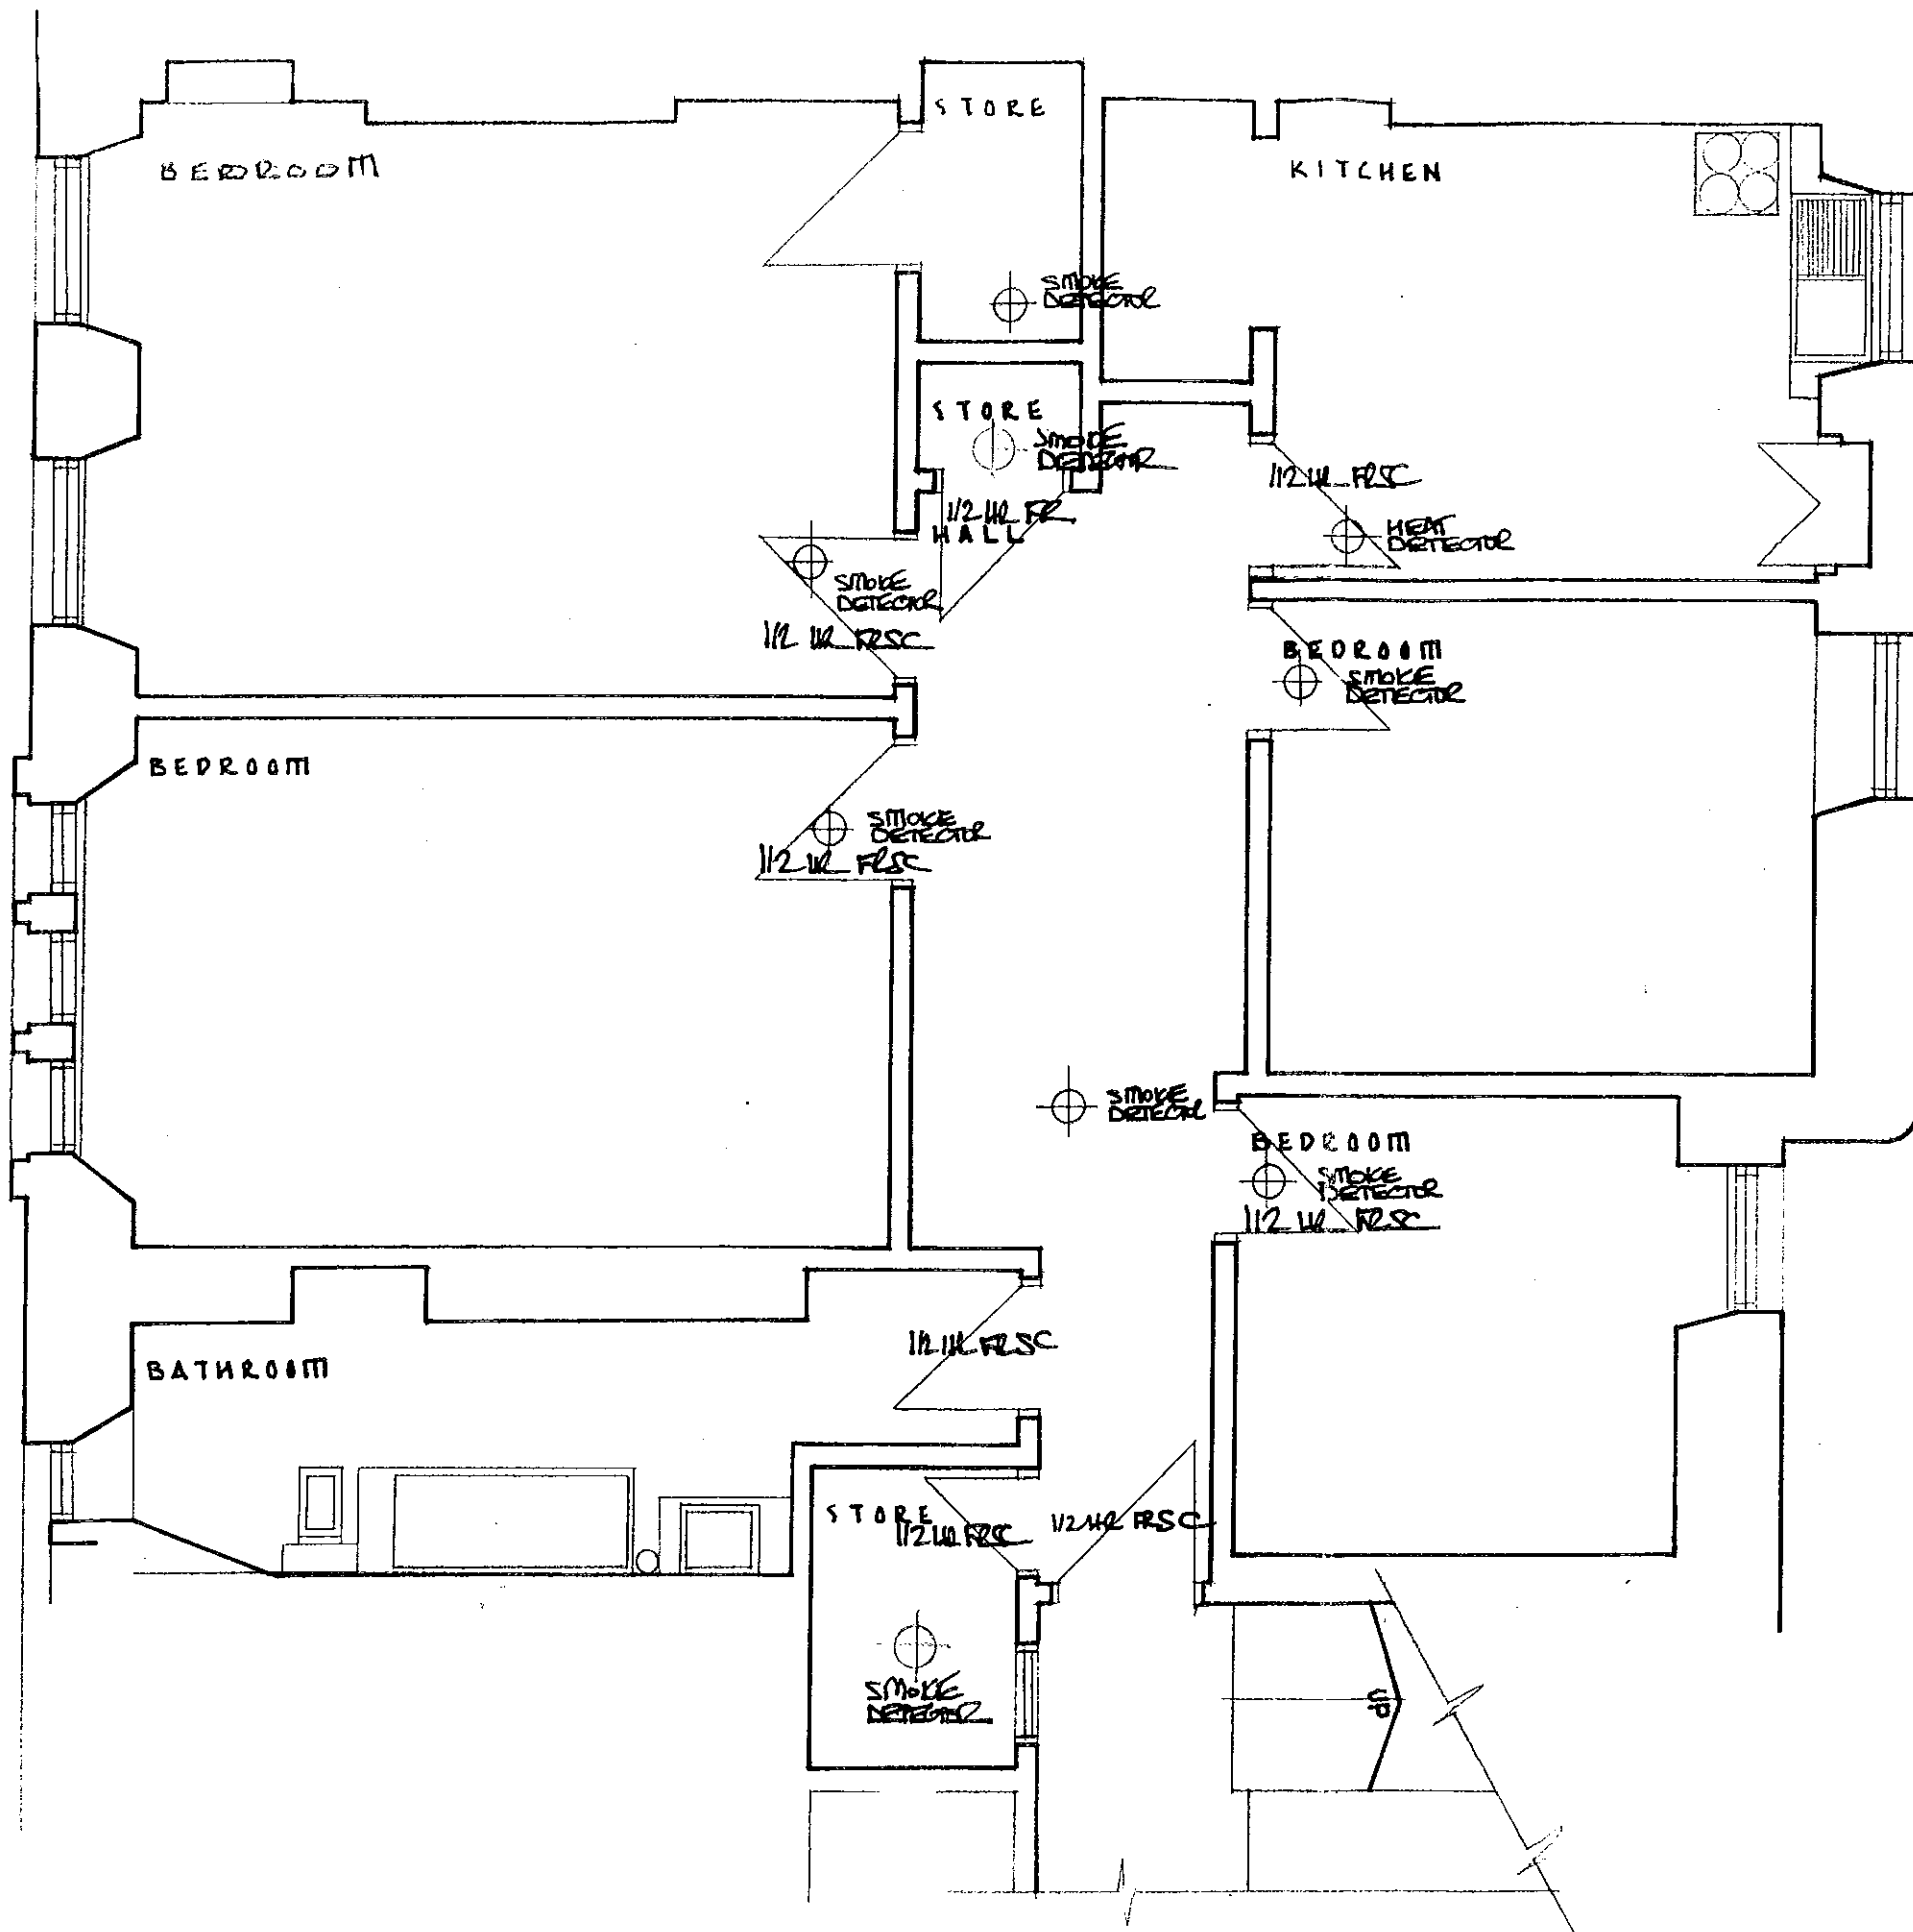 STORE
BEDROOM
KITCHEN
SMOKE
DETECTOR
STORE
SMOKE
DETECTOR
1/2 HR FRSC
1/2 HR FR
HALL
HEAT
DETECTOR
SMOKE
DETECTOR
1/2 HR FRSC
BEDROOM
SMOKE
DETECTOR
BEDROOM
SMOKE
DETECTOR
1/2 HR FRSC
SMOKE
DETECTOR
BEDROOM
SMOKE
DETECTOR
1/2 HR FRSC
1/2 HR FRSC
BATHROOM
STORE
1/2 HR FRSC
1/2 HR FRSC
SMOKE
DETECTOR
UP